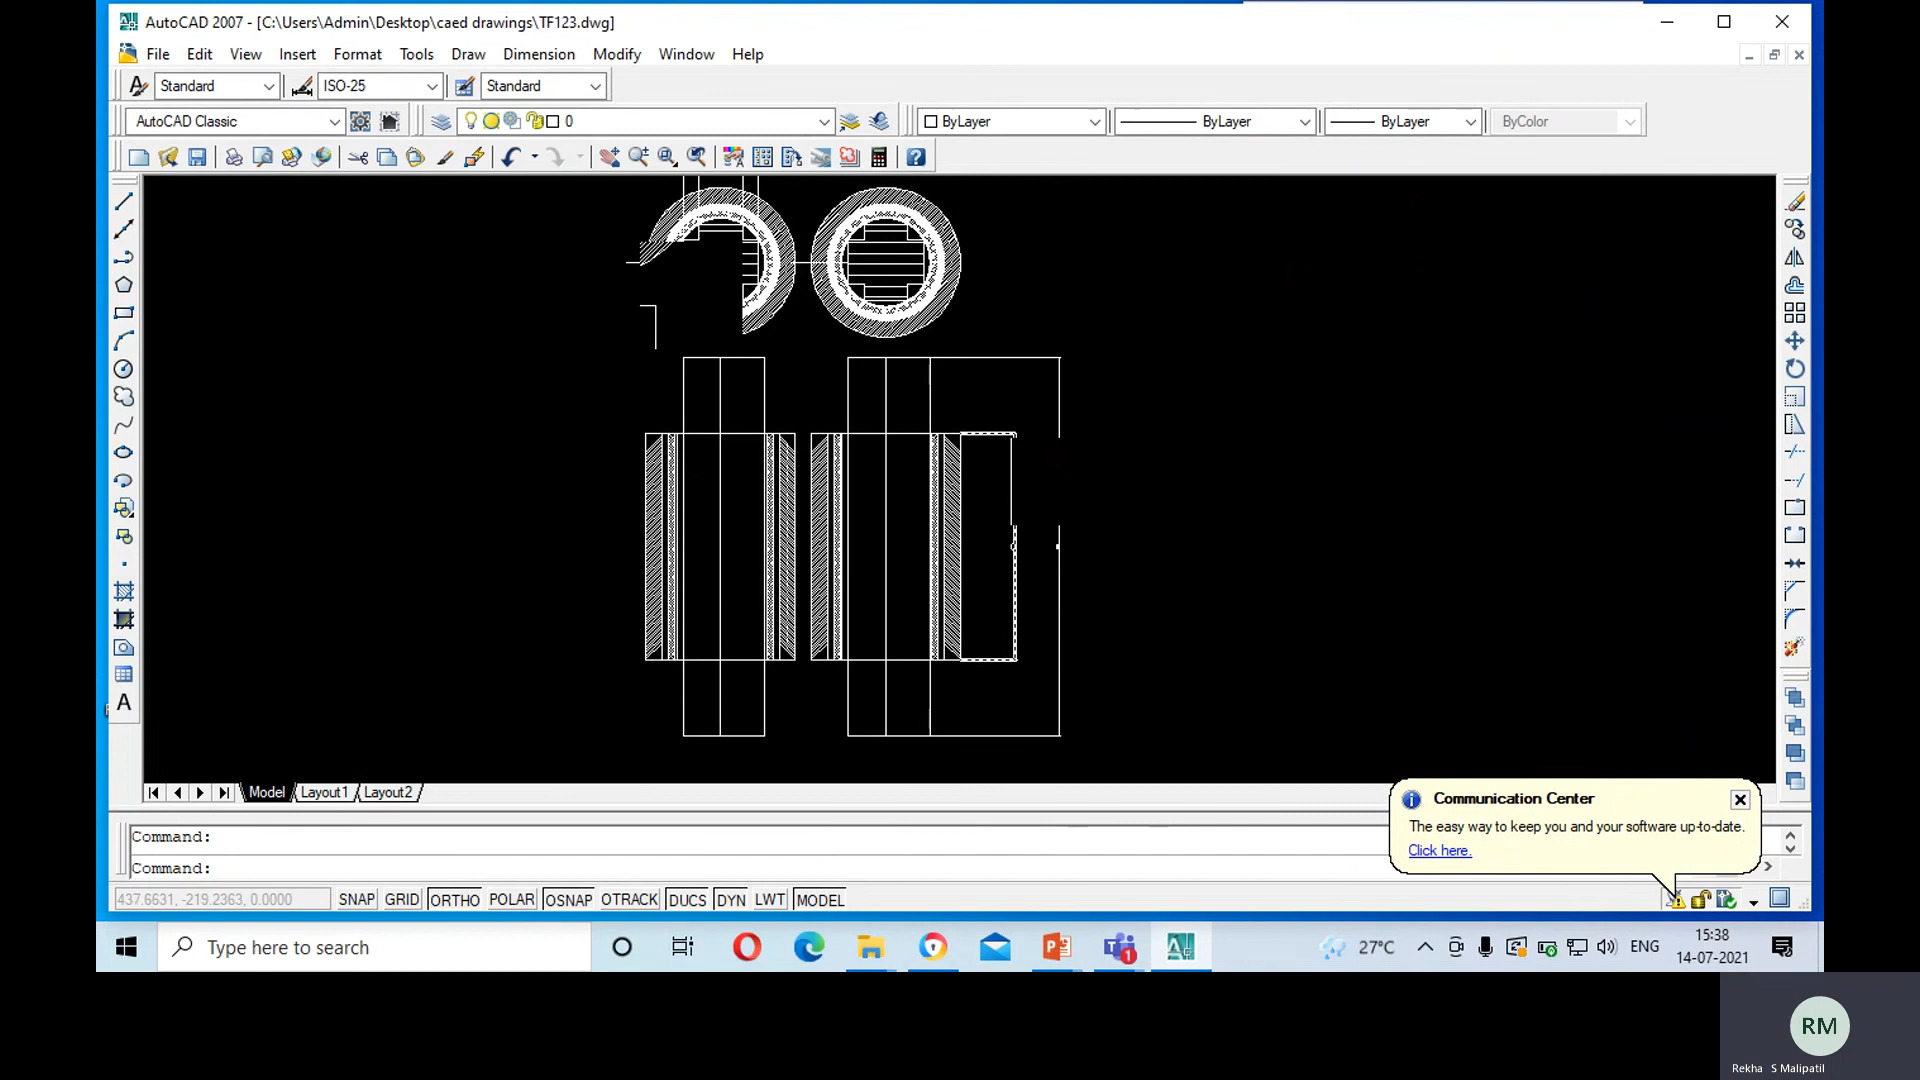 AutoCAD 2007 - [C:\Users\Admin\Desktop\caed drawings\TF123.dwg]
File Edit View Insert Format Tools Draw Dimension Modify Window Help
Standard ISO-25 Standard
AutoCAD Classic 0 ByLayer ByLayer ByLayer ByColor
A
Model Layout1 Layout2
Communication Center
The easy way to keep you and your software up-to-date.
Click here.
Command:
Command:
437.6631, -219.2363, 0.0000 SNAP GRID ORTHO POLAR OSNAP OTRACK DUCS DYN LWT MODEL
Type here to search 1 27°C ENG 15:38
14-07-2021
RM
Rekha S Malipatil